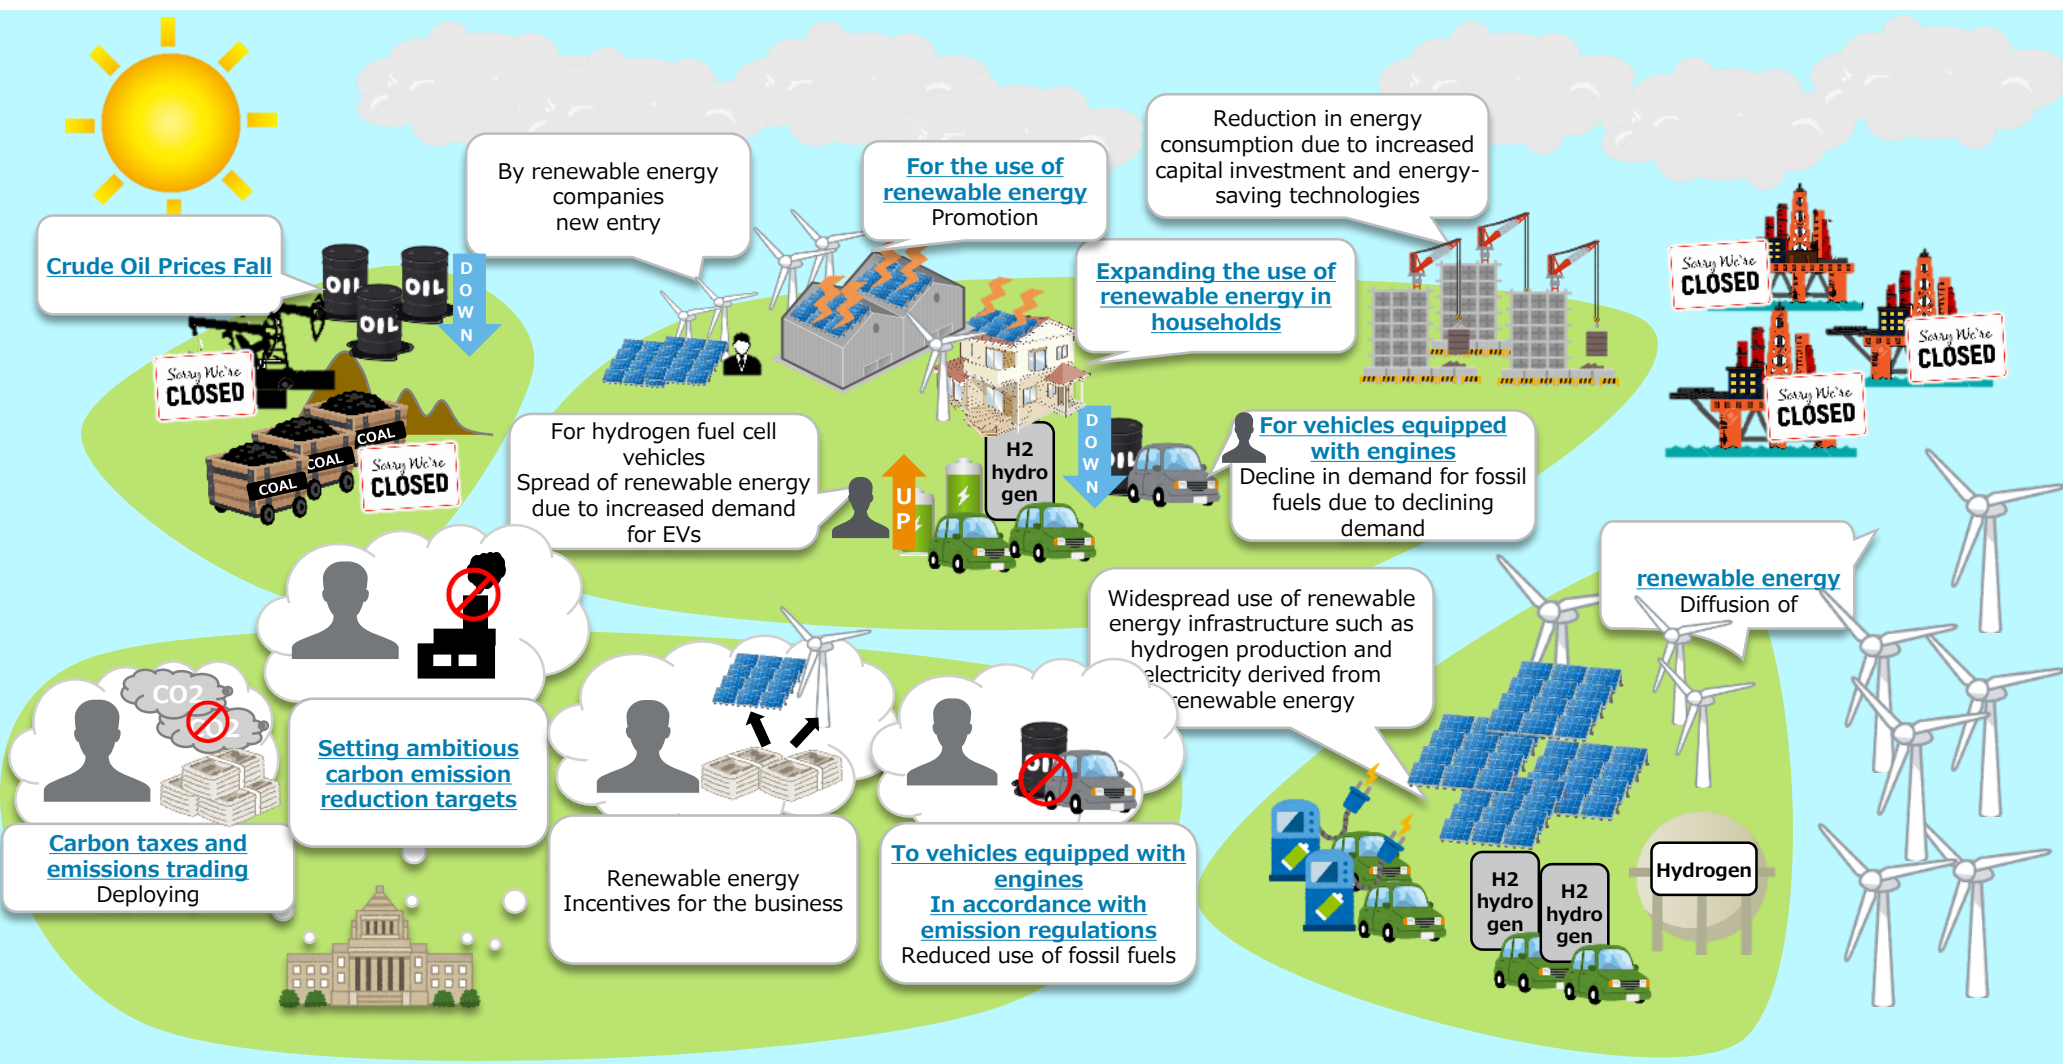 Reduction in energy
consumption due to increased
capital investment and energy-
saving technologies
By renewable energy
companies
new entry
For the use of
renewable energy
Promotion
Crude Oil Prices Fall
OIL
OIL
OIL
DOWN
Expanding the use of
renewable energy in
households
Sorry We're
CLOSED
Sorry We're
CLOSED
Sorry We're
CLOSED
Sorry We're
CLOSED
COAL
COAL
COAL
Sorry We're
CLOSED
For hydrogen fuel cell
vehicles
Spread of renewable energy
due to increased demand
for EVs
UP
H2
hydro
gen
DOWN
OIL
For vehicles equipped
with engines
Decline in demand for fossil
fuels due to declining
demand
renewable energy
Diffusion of
Widespread use of renewable
energy infrastructure such as
hydrogen production and
electricity derived from
renewable energy
CO2
CO2
Setting ambitious
carbon emission
reduction targets
OIL
Carbon taxes and
emissions trading
Deploying
Renewable energy
Incentives for the business
To vehicles equipped with
engines
In accordance with
emission regulations
Reduced use of fossil fuels
H2
hydro
gen
H2
hydro
gen
Hydrogen